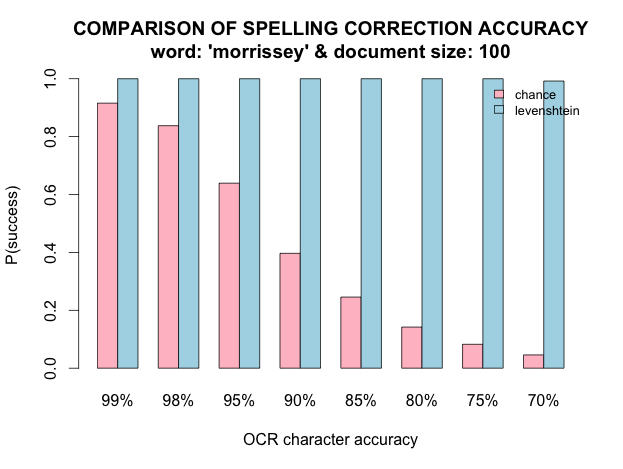 COMPARISON OF SPELLING CORRECTION ACCURACY
word: 'morrissey' & document size: 100
chance
levenshtein
P(success)
1.0
0.8
0.6
0.4
0.2
0.0
99% 98% 95% 90% 85% 80% 75% 70%
OCR character accuracy